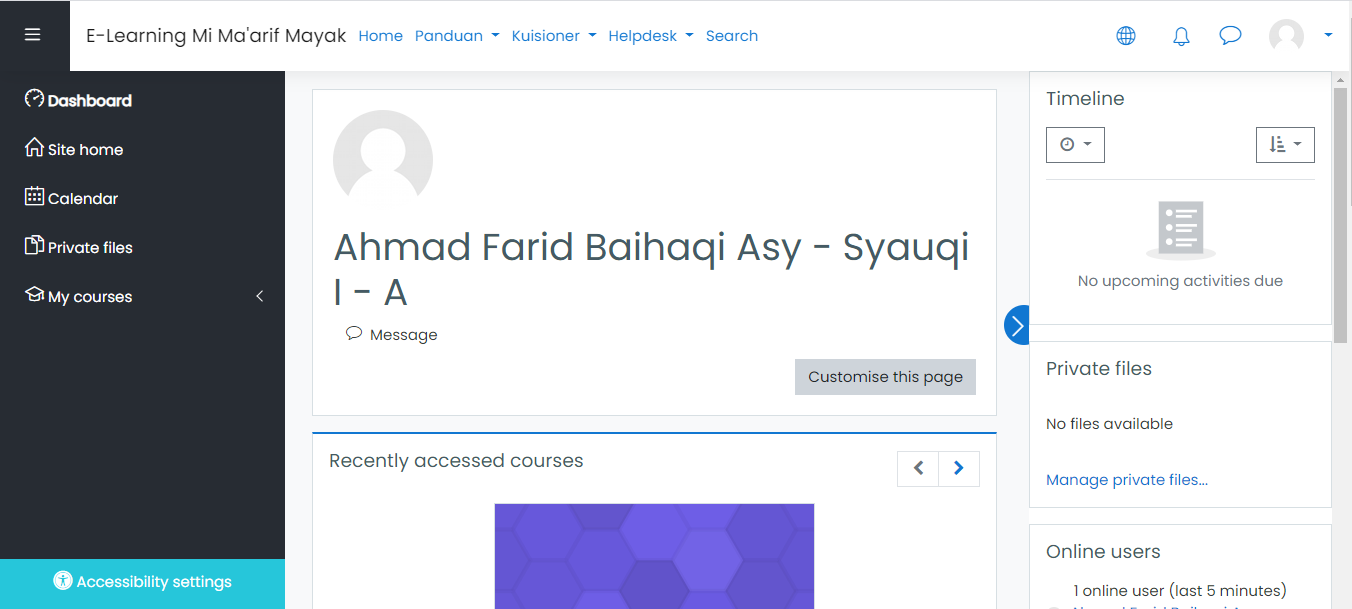 E-Learning Mi Ma'arif Mayak
Home
Panduan
Kuisioner
Helpdesk
Search
Dashboard
Site home
Calendar
Private files
My courses
Accessibility settings
Ahmad Farid Baihaqi Asy - Syauqi
I - A
Message
Customise this page
Recently accessed courses
Timeline
No upcoming activities due
Private files
No files available
Manage private files...
Online users
1 online user (last 5 minutes)